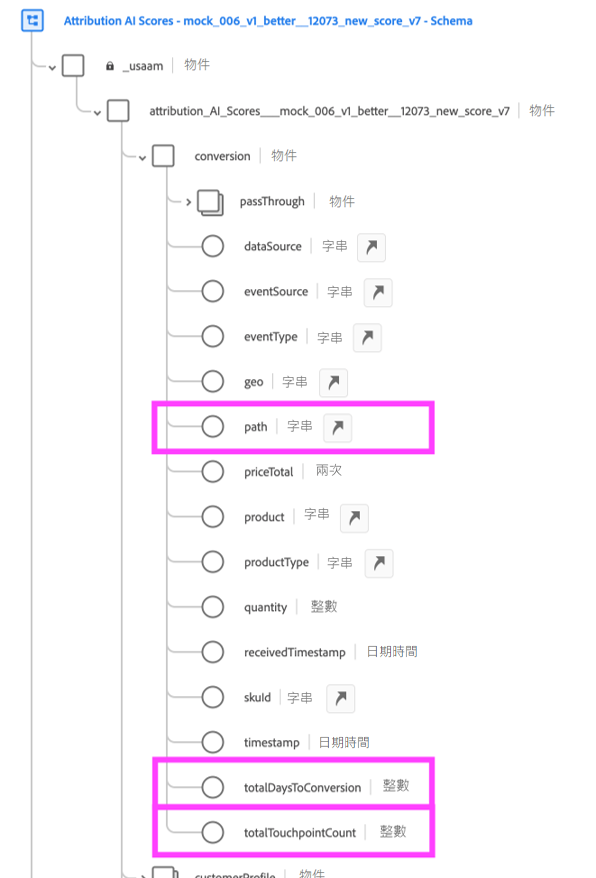 Attribution AI Scores - mock_006_v1_better__12073_new_score_v7 - Schema
_usaam 物件
attribution_AI_Scores___mock_006_v1_better__12073_new_score_v7 物件
conversion 物件
passThrough 物件
dataSource 字串
eventSource 字串
eventType 字串
geo 字串
path 字串
priceTotal 兩次
product 字串
productType 字串
quantity 整數
receivedTimestamp 日期時間
skuId 字串
timestamp 日期時間
totalDaysToConversion 整數
totalTouchpointCount 整數
customerProfile 物件